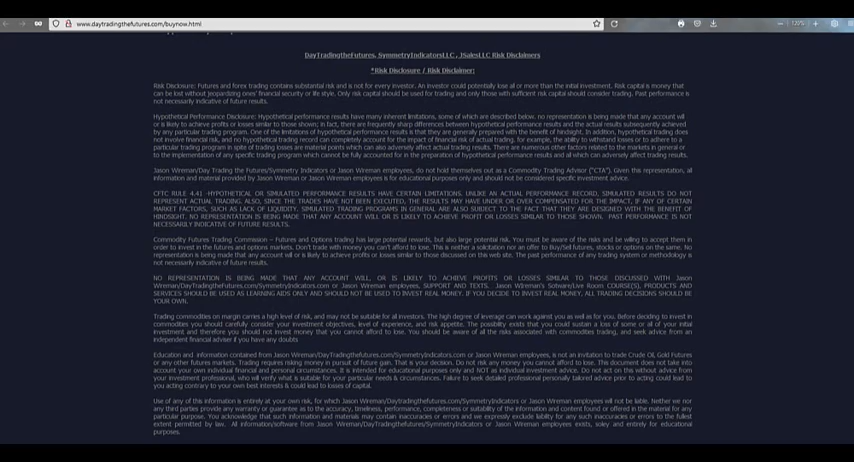 www.daytradingthefutures.com/buynow.html
120%
DayTradingtheFutures, SymmetryIndicatorsLLC , JSalesLLC Risk Disclaimers
*Risk Disclosure / Risk Disclaimer:
Risk Disclosure: Futures and forex trading contains substantial risk and is not for every investor. An investor could potentially lose all or more than the initial investment. Risk capital is money that
can be lost without jeopardizing ones' financial security or life style. Only risk capital should be used for trading and only those with sufficient risk capital should consider trading. Past performance is
not necessarily indicative of future results.
Hypothetical Performance Disclosure: Hypothetical performance results have many inherent limitations, some of which are described below. no representation is being made that any account will
or is likely to achieve profits or losses similar to those shown; in fact, there are frequently sharp differences between hypothetical performance results and the actual results subsequently achieved
by any particular trading program. One of the limitations of hypothetical performance results is that they are generally prepared with the benefit of hindsight. In addition, hypothetical trading does
not involve financial risk, and no hypothetical trading record can completely account for the impact of financial risk of actual trading. for example, the ability to withstand losses or to adhere to a
particular trading program in spite of trading losses are material points which can also adversely affect actual trading results. There are numerous other factors related to the markets in general or
to the implementation of any specific trading program which cannot be fully accounted for in the preparation of hypothetical performance results and all which can adversely affect trading results.
Jason Wireman/Day Trading the Futures/Symmetry Indicators or Jason Wireman employees, do not hold themselves out as a Commodity Trading Advisor ("CTA"). Given this representation, all
information and material provided by Jason Wireman or Jason Wireman employees is for educational purposes only and should not be considered specific investment advice.
CFTC RULE 4.41 -HYPOTHETICAL OR SIMULATED PERFORMANCE RESULTS HAVE CERTAIN LIMITATIONS. UNLIKE AN ACTUAL PERFORMANCE RECORD, SIMULATED RESULTS DO NOT
REPRESENT ACTUAL TRADING. ALSO, SINCE THE TRADES HAVE NOT BEEN EXECUTED, THE RESULTS MAY HAVE UNDER OR OVER COMPENSATED FOR THE IMPACT, IF ANY OF CERTAIN
MARKET FACTORS, SUCH AS LACK OF LIQUIDITY. SIMULATED TRADING PROGRAMS IN GENERAL ARE ALSO SUBJECT TO THE FACT THAT THEY ARE DESIGNED WITH THE BENEFIT OF
HINDSIGHT. NO REPRESENTATION IS BEING MADE THAT ANY ACCOUNT WILL OR IS LIKELY TO ACHIEVE PROFIT OR LOSSES SIMILAR TO THOSE SHOWN. PAST PERFORMANCE IS NOT
NECESSARILY INDICATIVE OF FUTURE RESULTS.
Commodity Futures Trading Commission – Futures and Options trading has large potential rewards, but also large potential risk. You must be aware of the risks and be willing to accept them in
order to invest in the futures and options markets. Don't trade with money you can't afford to lose. This is neither a solicitation nor an offer to Buy/Sell futures, stocks or options on the same. No
representation is being made that any account will or is likely to achieve profits or losses similar to those discussed on this web site. The past performance of any trading system or methodology is
not necessarily indicative of future results.
NO REPRESENTATION IS BEING MADE THAT ANY ACCOUNT WILL, OR IS LIKELY TO ACHIEVE PROFITS OR LOSSES SIMILAR TO THOSE DISCUSSED WITH Jason
Wireman/DayTradingthefutures.com/SymmetryIndicators.com or Jason Wireman employees, SUPPORT AND TEXTS. Jason Wireman's Sotware/Live Room COURSE(S). PRODUCTS AND
SERVICES SHOULD BE USED AS LEARNING AIDS ONLY AND SHOULD NOT BE USED TO INVEST REAL MONEY. IF YOU DECIDE TO INVEST REAL MONEY, ALL TRADING DECISIONS SHOULD BE
YOUR OWN.
Trading commodities on margin carries a high level of risk, and may not be suitable for all investors. The high degree of leverage can work against you as well as for you. Before deciding to invest in
commodities you should carefully consider your investment objectives, level of experience, and risk appetite. The possibility exists that you could sustain a loss of some or all of your initial
investment and therefore you should not invest money that you cannot afford to lose. You should be aware of all the risks associated with commodities trading, and seek advice from an
independent financial adviser if you have any doubts
Education and information contained from Jason Wireman/DayTradingthefutures.com/SymmetryIndicators.com or Jason Wireman employees, is not an invitation to trade Crude Oil, Gold Futures
or any other futures markets. Trading requires risking money in pursuit of future gain. That is your decision. Do not risk any money you cannot afford to lose. This document does not take into
account your own individual financial and personal circumstances. It is intended for educational purposes only and NOT as individual investment advice. Do not act on this without advice from
your investment professional, who will verify what is suitable for your particular needs & circumstances. Failure to seek detailed professional personally tailored advice prior to acting could lead to
you acting contrary to your own best interests & could lead to losses of capital.
Use of any of this information is entirely at your own risk, for which Jason Wireman/DayTradingthefutures.com/SymmetryIndicators or Jason Wireman employees will not be liable. Neither we nor
any third parties provide any warranty or guarantee as to the accuracy, timeliness, performance, completeness or suitability of the information and content found or offered in the material for any
particular purpose. You acknowledge that such information and materials may contain inaccuracies or errors and we expressly exclude liability for any such inaccuracies or errors to the fullest
extent permitted by law. All information/software from Jason Wireman/DayTradingthefutures/SymmetryIndicators or Jason Wireman employees exists, soley and entirely for educational
purposes.